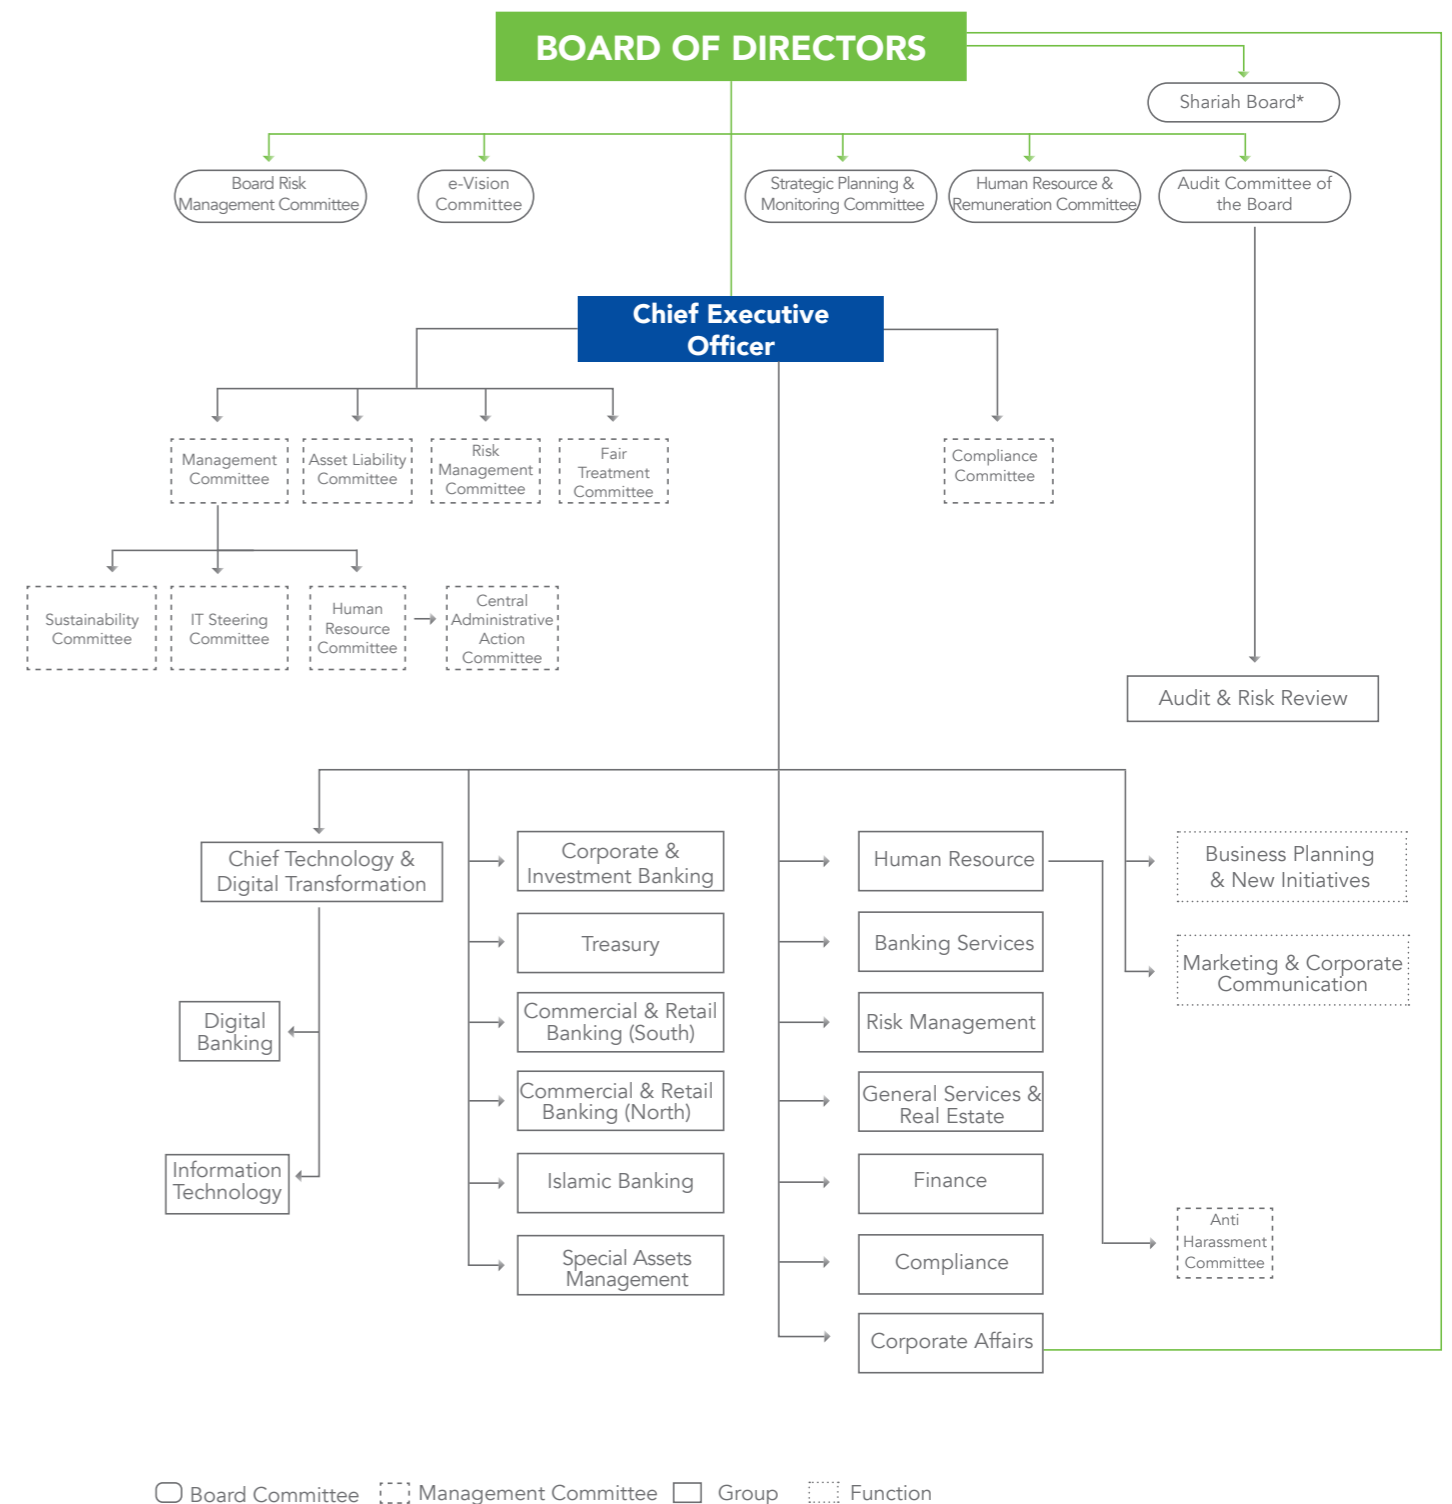 BOARD OF DIRECTORS
Shariah Board*
Board Risk
Management Committee
e-Vision
Committee
Strategic Planning &
Monitoring Committee
Human Resource &
Remuneration Committee
Audit Committee of
the Board
Chief Executive
Officer
Management
Committee
Asset Liability
Committee
Risk
Management
Committee
Fair
Treatment
Committee
Compliance
Committee
Sustainability
Committee
IT Steering
Committee
Human
Resource
Committee
Central
Administrative
Action
Committee
Audit & Risk Review
Chief Technology &
Digital Transformation
Digital
Banking
Information
Technology
Corporate &
Investment Banking
Treasury
Commercial & Retail
Banking (South)
Commercial & Retail
Banking (North)
Islamic Banking
Special Assets
Management
Human Resource
Banking Services
Risk Management
General Services &
Real Estate
Finance
Compliance
Corporate Affairs
Business Planning
& New Initiatives
Marketing & Corporate
Communication
Anti
Harassment
Committee
Board Committee
Management Committee
Group
Function